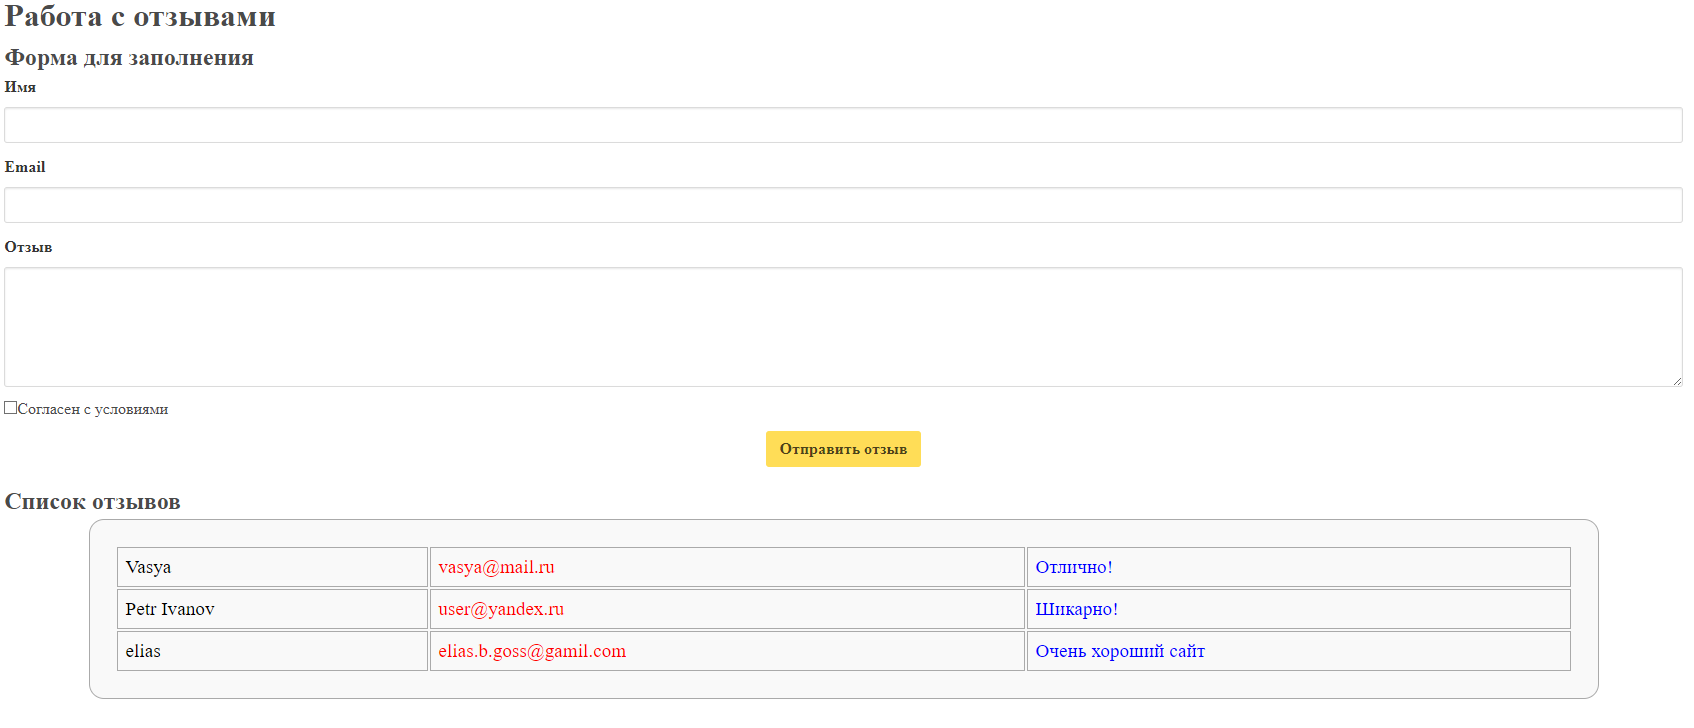 Работа с отзывами
Форма для заполнения
Имя
Email
Отзыв
Согласен с условиями
Отправить отзыв
Список отзывов
Vasya vasya@mail.ru Отлично!
Petr Ivanov user@yandex.ru Шикарно!
elias elias.b.goss@gamil.com Очень хороший сайт